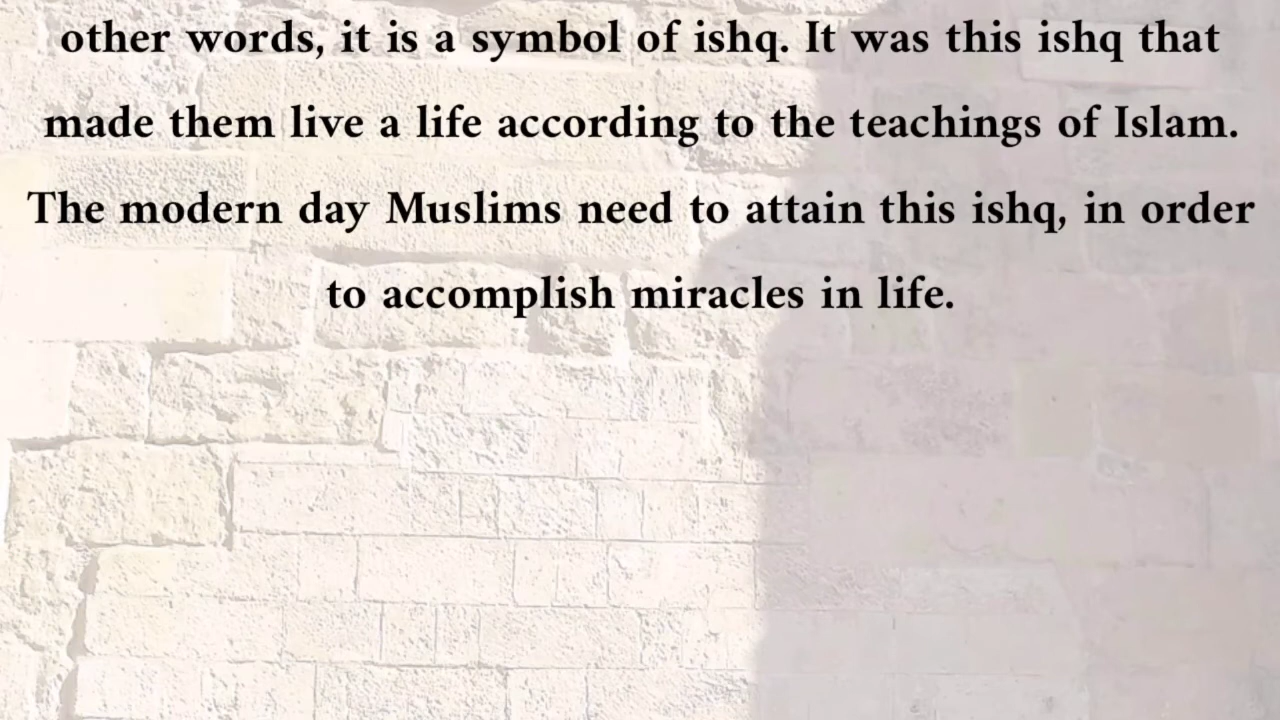 other words, it is a symbol of ishq. It was this ishq that
made them live a life according to the teachings of Islam.
The modern day Muslims need to attain this ishq, in order
to accomplish miracles in life.